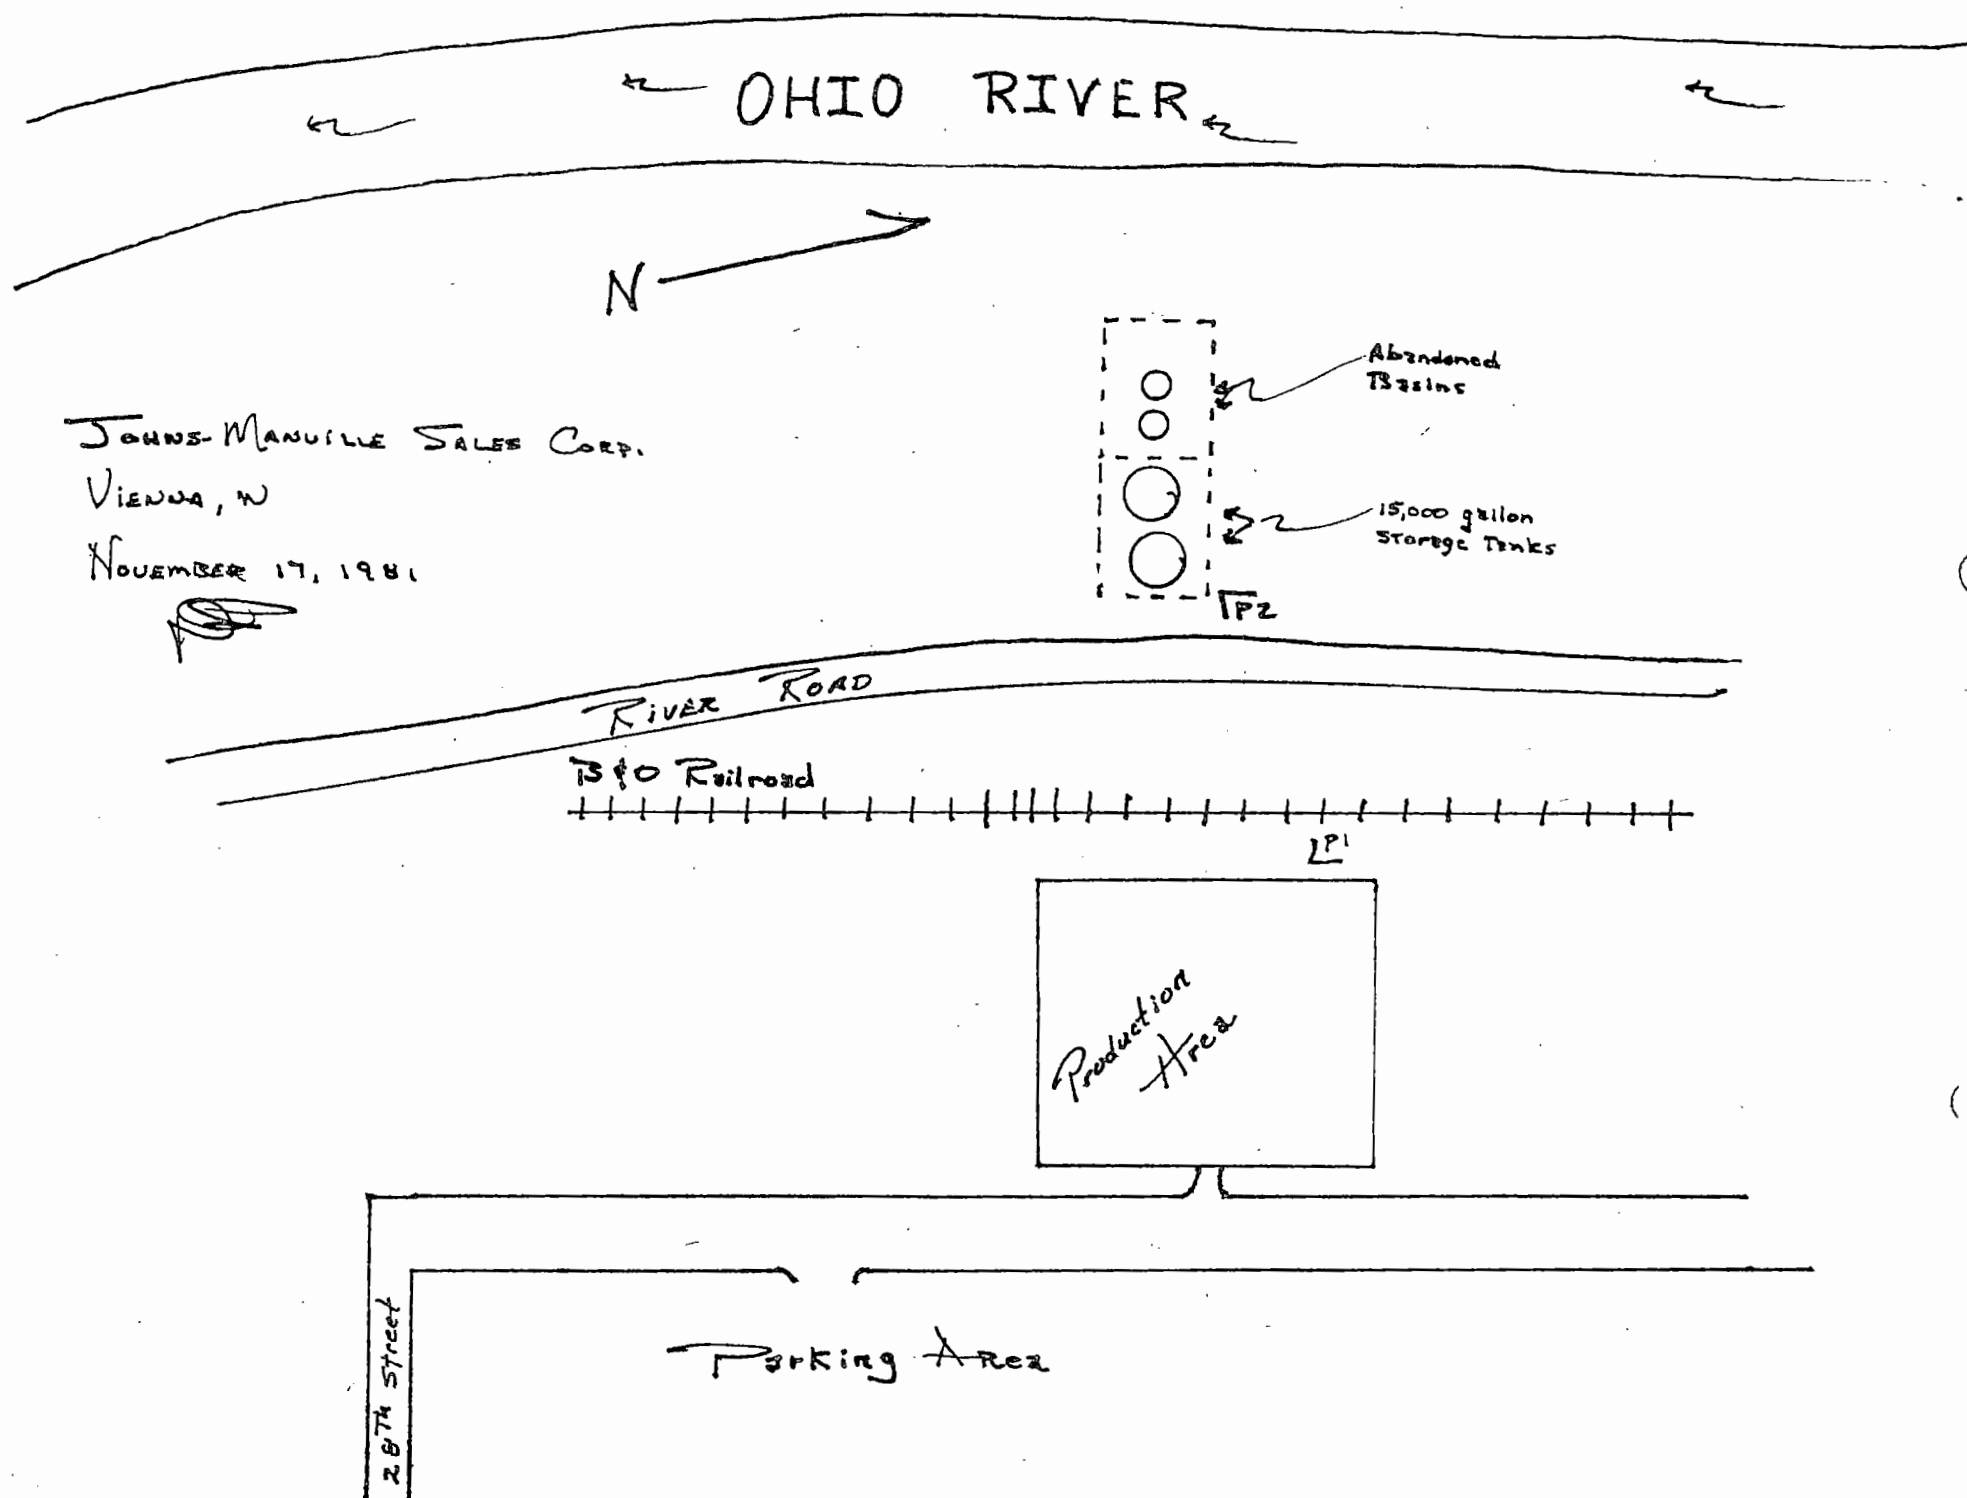 OHIO RIVER
N
Abandoned
Basins
JOHNS-MANVILLE SALES CORP.
VIENNA, W
NOVEMBER 17, 1981
15,000 gallon
Storage Tanks
P2
RIVER ROAD
B&O Railroad
P1
Production
Area
Parking Area
28TH Street